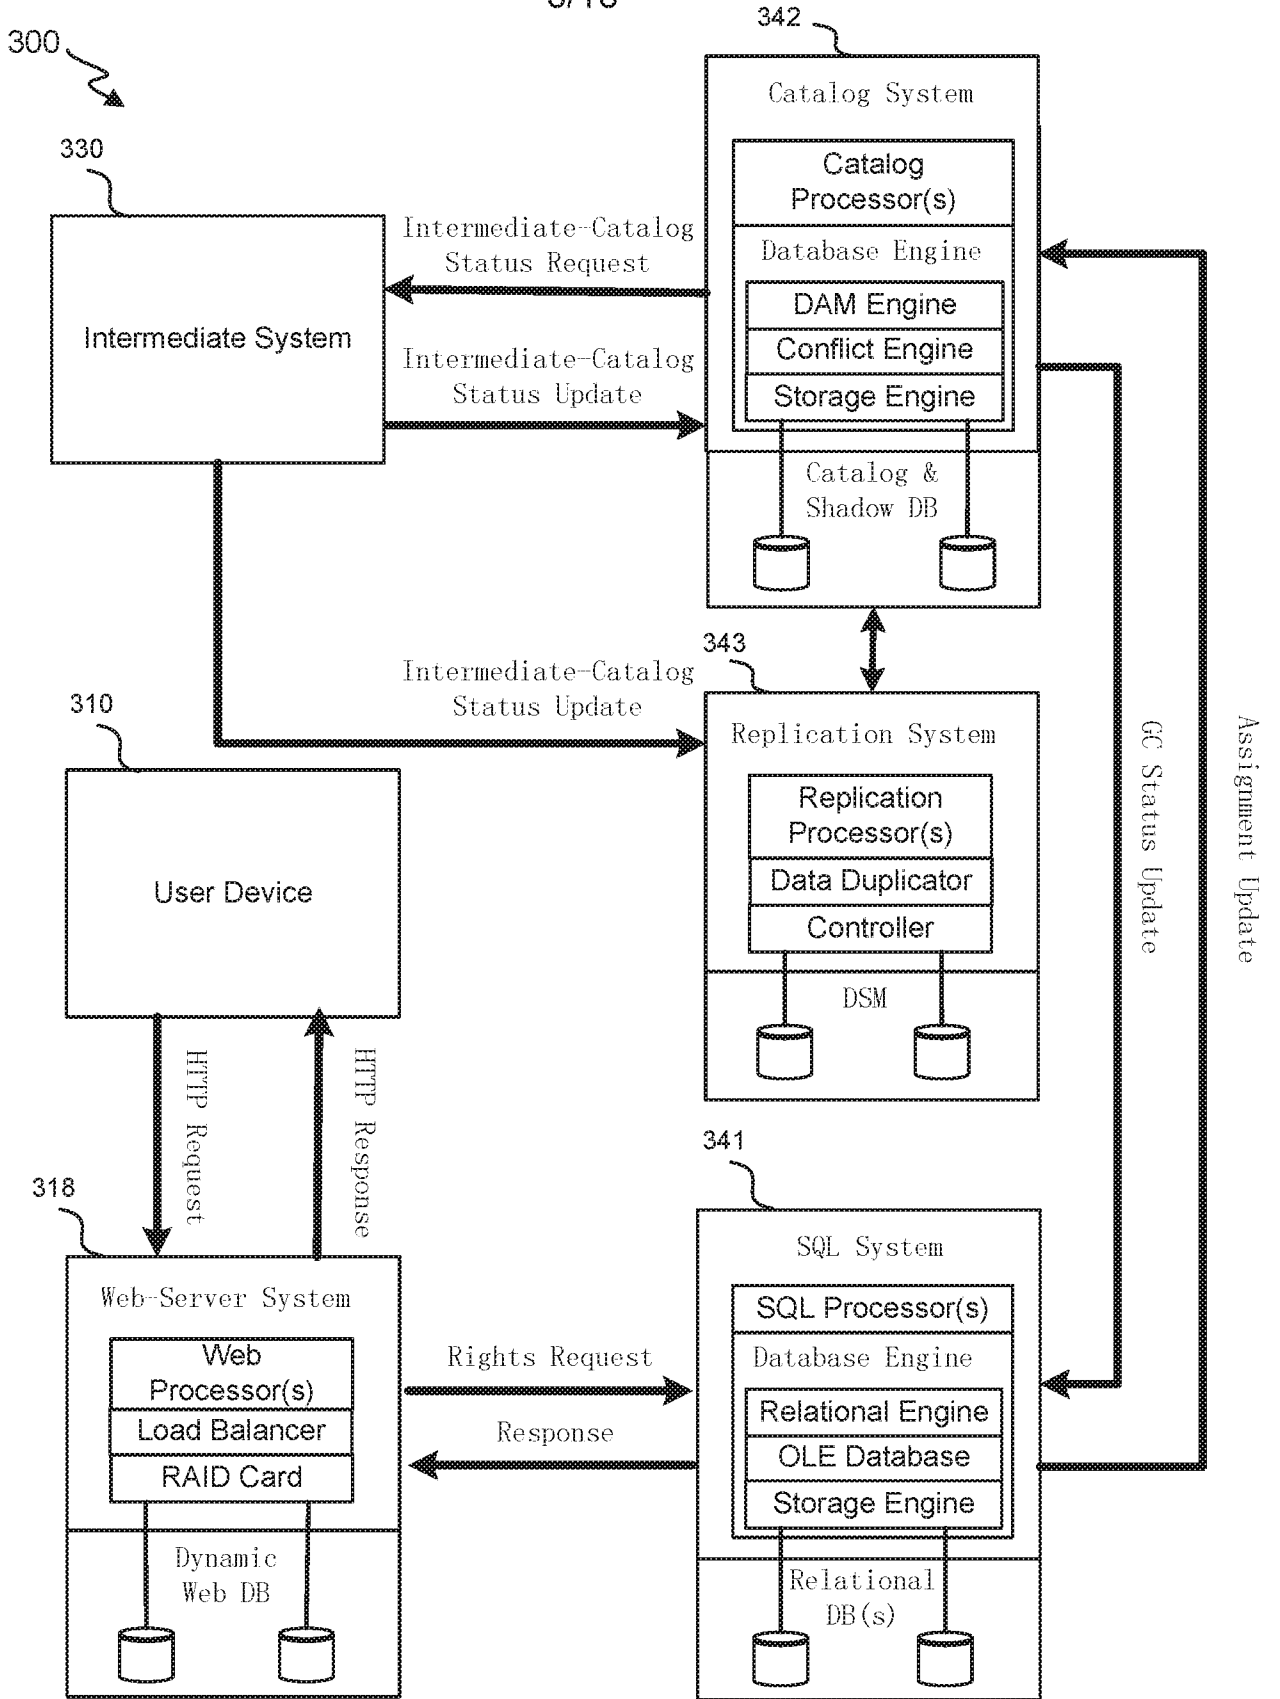 342
300
Catalog System
330
Catalog
Processor(s)
Intermediate-Catalog
Status Request
Database Engine
DAM Engine
Intermediate System
Conflict Engine
Intermediate-Catalog
Status Update
Storage Engine
Catalog &
Shadow DB
343
Intermediate-Catalog
Status Update
310
Replication System
GC Status Update
Assignment Update
Replication
Processor(s)
User Device
Data Duplicator
Controller
DSM
HTTP Request
HTTP Response
341
318
SQL System
Web-Server System
SQL Processor(s)
Web
Processor(s)
Rights Request
Database Engine
Relational Engine
Load Balancer
Response
OLE Database
RAID Card
Storage Engine
Dynamic
Web DB
Relational
DB(s)